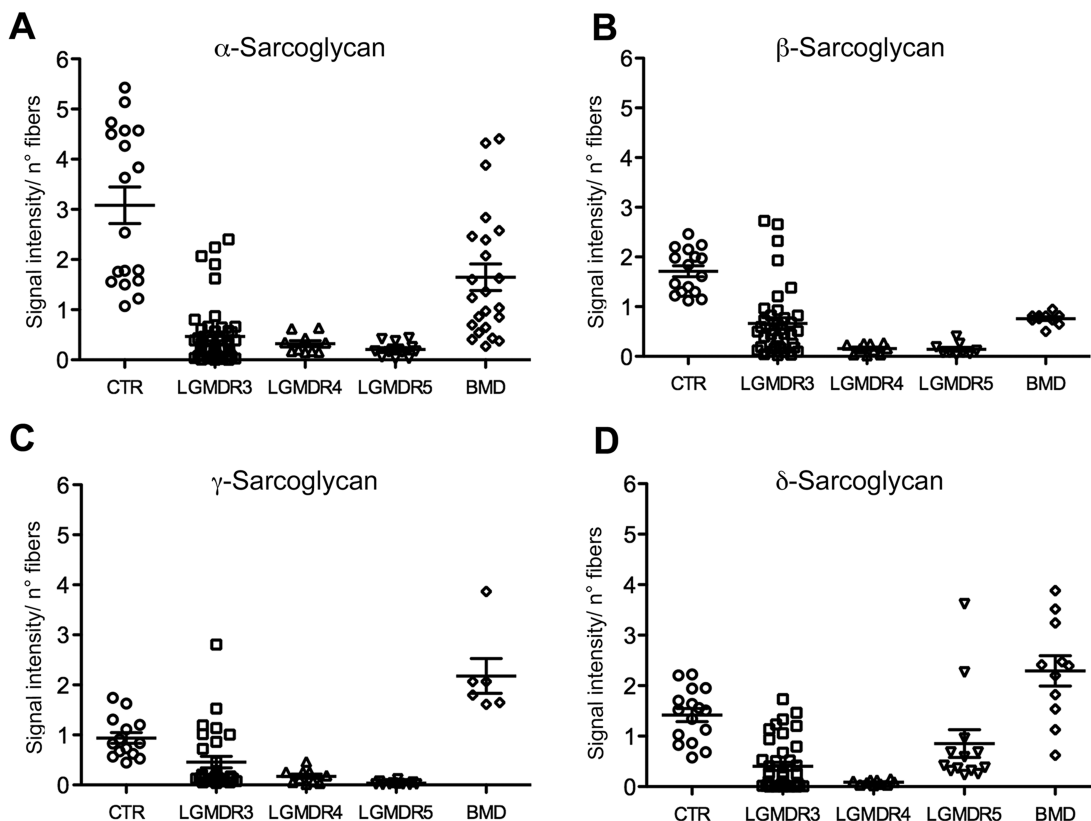 A
α-Sarcoglycan
Signal intensity/ n° fibers
6
5
4
3
2
1
0
CTR LGMDR3 LGMDR4 LGMDR5 BMD
B
β-Sarcoglycan
Signal intensity/ n° fibers
6
5
4
3
2
1
0
CTR LGMDR3 LGMDR4 LGMDR5 BMD
C
γ-Sarcoglycan
Signal intensity/ n° fibers
6
5
4
3
2
1
0
CTR LGMDR3 LGMDR4 LGMDR5 BMD
D
δ-Sarcoglycan
Signal intensity/ n° fibers
6
5
4
3
2
1
0
CTR LGMDR3 LGMDR4 LGMDR5 BMD